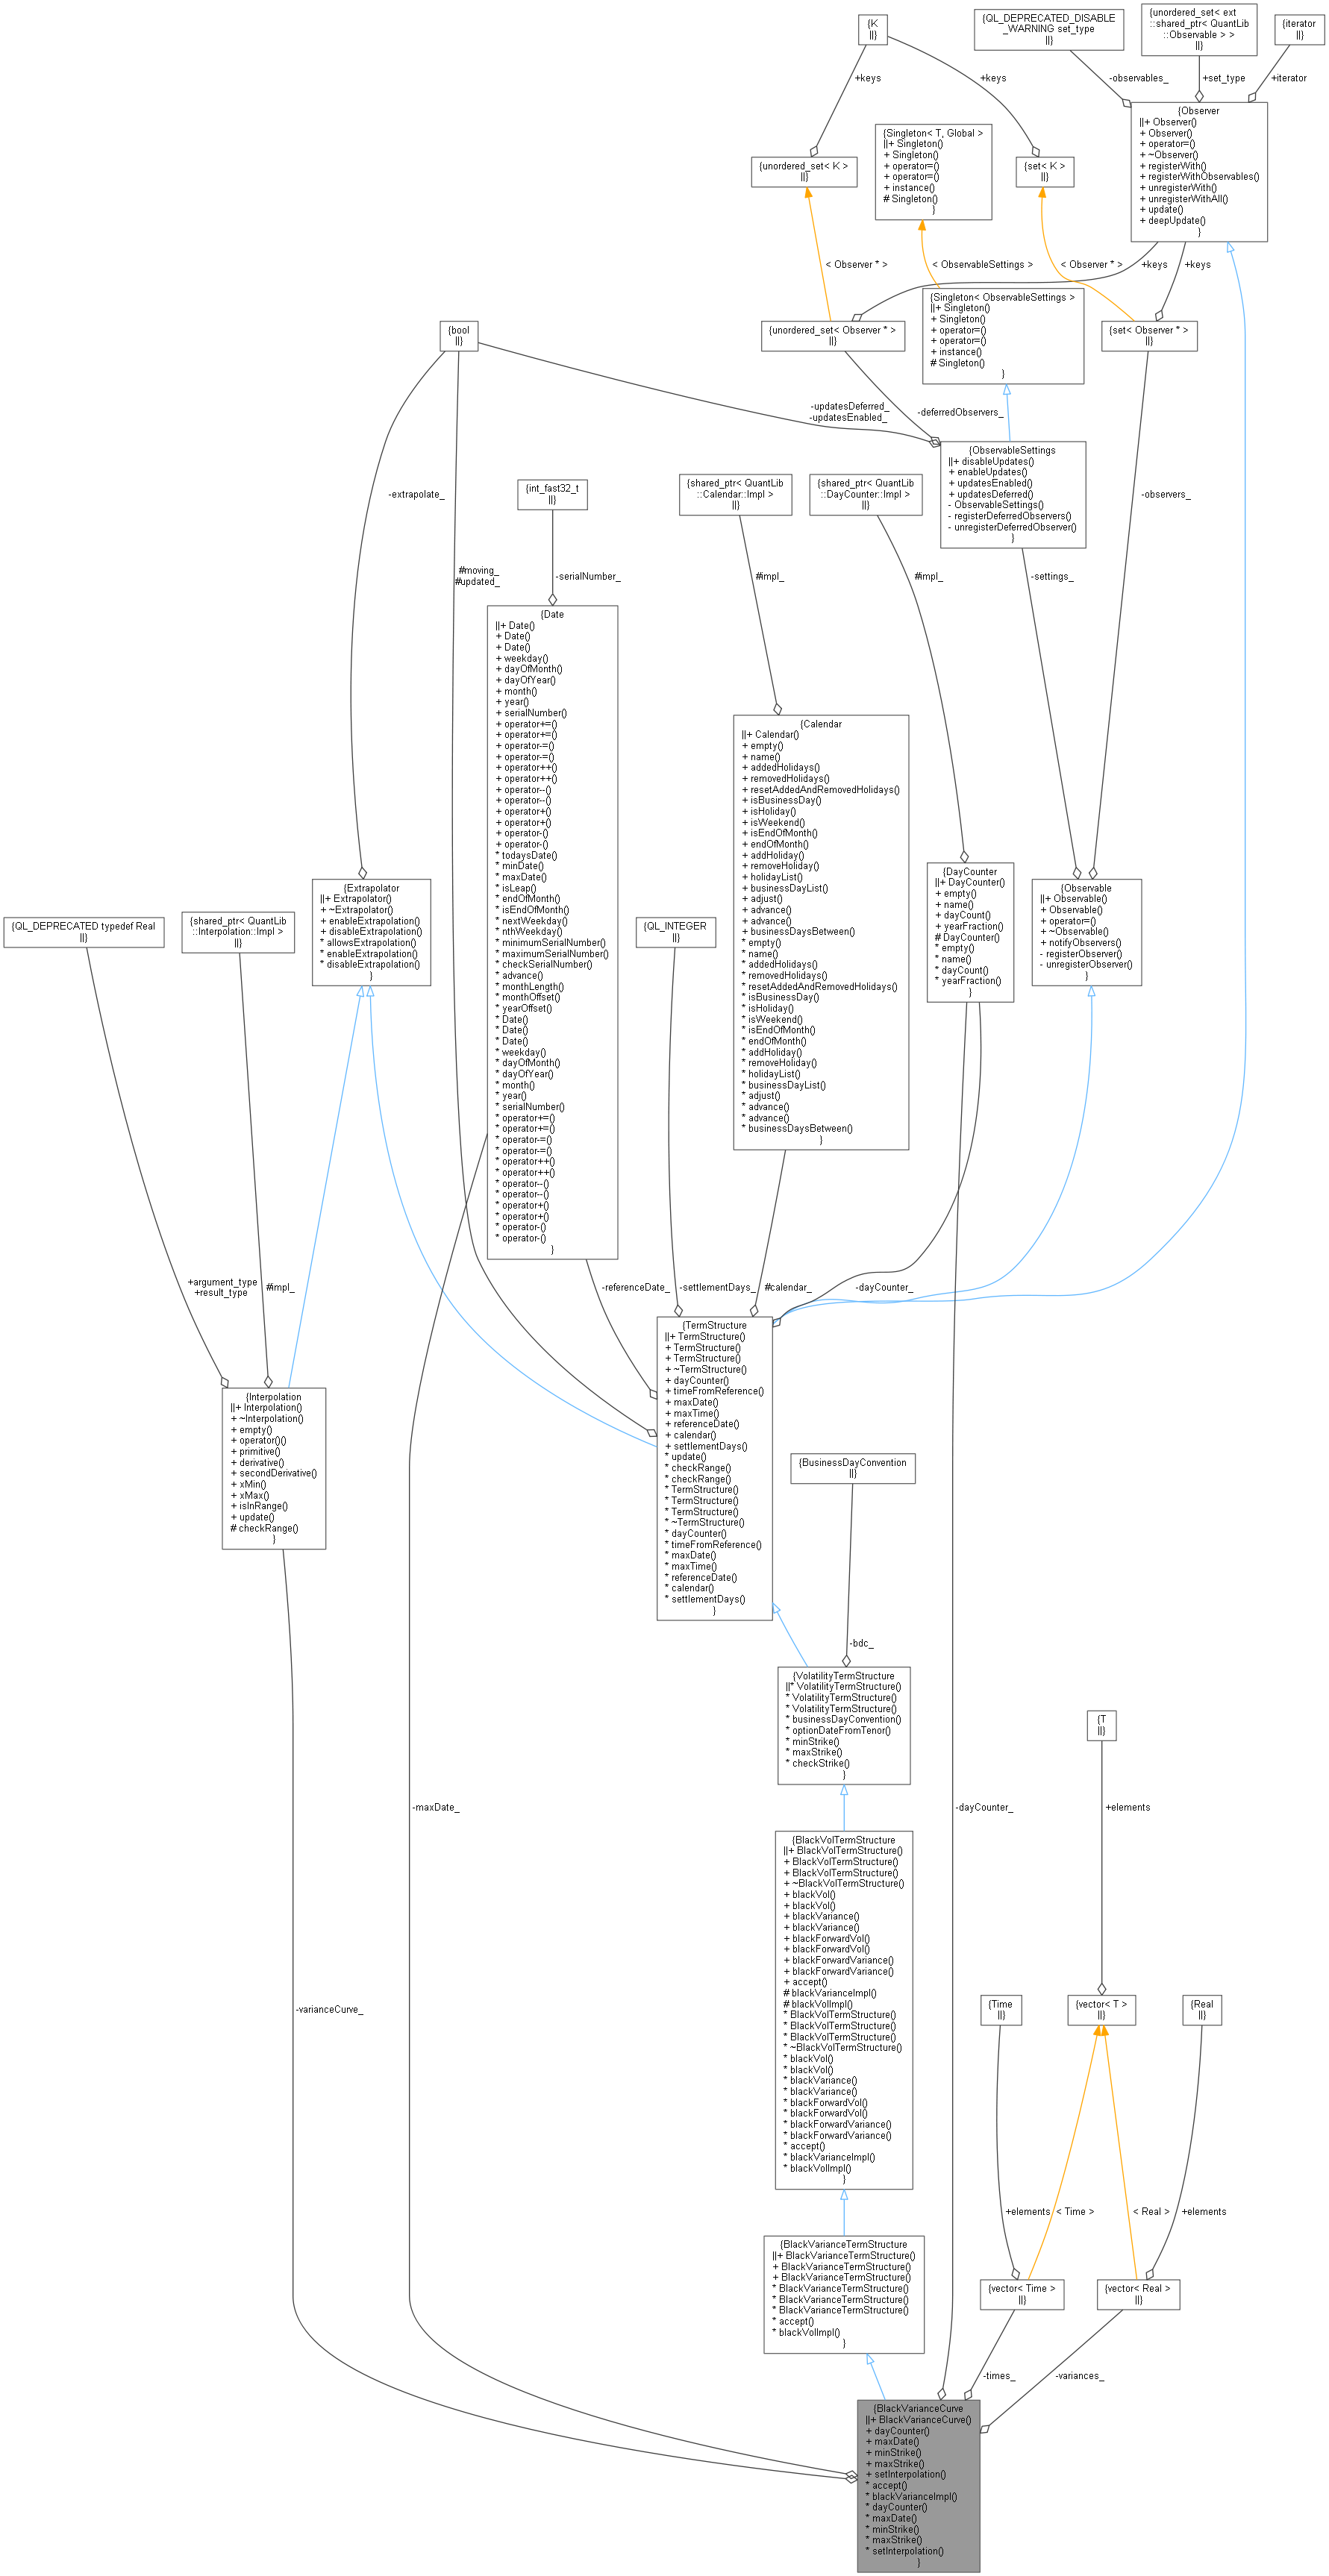 {K
||}
{QL_DEPRECATED_DISABLE
_WARNING set_type
||}
{unordered_set< ext
::shared_ptr< QuantLib
::Observable > >
||}
{iterator
||}
+keys
+keys
-observables_
+set_type
+iterator
{unordered_set< K >
||}
{Singleton< T, Global >
||+ Singleton()
+ Singleton()
+ operator=()
+ operator=()
+ instance()
# Singleton()
}
{set< K >
||}
{Observer
||+ Observer()
+ Observer()
+ operator=()
+ ~Observer()
+ registerWith()
+ registerWithObservables()
+ unregisterWith()
+ unregisterWithAll()
+ update()
+ deepUpdate()
}
< Observer * >
< ObservableSettings >
< Observer * >
+keys
+keys
{bool
||}
{unordered_set< Observer * >
||}
{Singleton< ObservableSettings >
||+ Singleton()
+ Singleton()
+ operator=()
+ operator=()
+ instance()
# Singleton()
}
{set< Observer * >
||}
-updatesDeferred_
-updatesEnabled_
-deferredObservers_
-extrapolate_
{int_fast32_t
||}
{shared_ptr< QuantLib
::Calendar::Impl >
||}
{shared_ptr< QuantLib
::DayCounter::Impl >
||}
{ObservableSettings
||+ disableUpdates()
+ enableUpdates()
+ updatesEnabled()
+ updatesDeferred()
- ObservableSettings()
- registerDeferredObservers()
- unregisterDeferredObserver()
}
-observers_
#moving_
#updated_
-serialNumber_
#impl_
#impl_
-settings_
{Date
||+ Date()
+ Date()
+ Date()
+ weekday()
+ dayOfMonth()
+ dayOfYear()
+ month()
+ year()
+ serialNumber()
+ operator+=()
+ operator+=()
+ operator-=()
+ operator-=()
+ operator++()
+ operator++()
+ operator--()
+ operator--()
+ operator+()
+ operator+()
+ operator-()
+ operator-()
* todaysDate()
* minDate()
* maxDate()
* isLeap()
* endOfMonth()
* isEndOfMonth()
* nextWeekday()
* nthWeekday()
* minimumSerialNumber()
* maximumSerialNumber()
* checkSerialNumber()
* advance()
* monthLength()
* monthOffset()
* yearOffset()
* Date()
* Date()
* Date()
* weekday()
* dayOfMonth()
* dayOfYear()
* month()
* year()
* serialNumber()
* operator+=()
* operator+=()
* operator-=()
* operator-=()
* operator++()
* operator++()
* operator--()
* operator--()
* operator+()
* operator+()
* operator-()
* operator-()
}
{Calendar
||+ Calendar()
+ empty()
+ name()
+ addedHolidays()
+ removedHolidays()
+ resetAddedAndRemovedHolidays()
+ isBusinessDay()
+ isHoliday()
+ isWeekend()
+ isEndOfMonth()
+ endOfMonth()
+ addHoliday()
+ removeHoliday()
+ holidayList()
+ businessDayList()
+ adjust()
+ advance()
+ advance()
+ businessDaysBetween()
* empty()
* name()
* addedHolidays()
* removedHolidays()
* resetAddedAndRemovedHolidays()
* isBusinessDay()
* isHoliday()
* isWeekend()
* isEndOfMonth()
* endOfMonth()
* addHoliday()
* removeHoliday()
* holidayList()
* businessDayList()
* adjust()
* advance()
* advance()
* businessDaysBetween()
}
{DayCounter
||+ DayCounter()
+ empty()
+ name()
+ dayCount()
+ yearFraction()
# DayCounter()
* empty()
* name()
* dayCount()
* yearFraction()
}
{Observable
||+ Observable()
+ Observable()
+ operator=()
+ ~Observable()
+ notifyObservers()
- registerObserver()
- unregisterObserver()
}
{Extrapolator
||+ Extrapolator()
+ ~Extrapolator()
+ enableExtrapolation()
+ disableExtrapolation()
* allowsExtrapolation()
* enableExtrapolation()
* disableExtrapolation()
}
{QL_DEPRECATED typedef Real
||}
{shared_ptr< QuantLib
::Interpolation::Impl >
||}
{QL_INTEGER
||}
+argument_type
+result_type
#impl_
-referenceDate_
-settlementDays_
#calendar_
-dayCounter_
{TermStructure
||+ TermStructure()
+ TermStructure()
+ TermStructure()
+ ~TermStructure()
+ dayCounter()
+ timeFromReference()
+ maxDate()
+ maxTime()
+ referenceDate()
+ calendar()
+ settlementDays()
* update()
* checkRange()
* checkRange()
* TermStructure()
* TermStructure()
* TermStructure()
* ~TermStructure()
* dayCounter()
* timeFromReference()
* maxDate()
* maxTime()
* referenceDate()
* calendar()
* settlementDays()
}
{Interpolation
||+ Interpolation()
+ ~Interpolation()
+ empty()
+ operator()()
+ primitive()
+ derivative()
+ secondDerivative()
+ xMin()
+ xMax()
+ isInRange()
+ update()
# checkRange()
}
{BusinessDayConvention
||}
-bdc_
{VolatilityTermStructure
||* VolatilityTermStructure()
* VolatilityTermStructure()
* VolatilityTermStructure()
* businessDayConvention()
* optionDateFromTenor()
* minStrike()
* maxStrike()
* checkStrike()
}
{T
||}
-maxDate_
-dayCounter_
+elements
{BlackVolTermStructure
||+ BlackVolTermStructure()
+ BlackVolTermStructure()
+ BlackVolTermStructure()
+ ~BlackVolTermStructure()
+ blackVol()
+ blackVol()
+ blackVariance()
+ blackVariance()
+ blackForwardVol()
+ blackForwardVol()
+ blackForwardVariance()
+ blackForwardVariance()
+ accept()
# blackVarianceImpl()
# blackVolImpl()
* BlackVolTermStructure()
* BlackVolTermStructure()
* BlackVolTermStructure()
* ~BlackVolTermStructure()
* blackVol()
* blackVol()
* blackVariance()
* blackVariance()
* blackForwardVol()
* blackForwardVol()
* blackForwardVariance()
* blackForwardVariance()
* accept()
* blackVarianceImpl()
* blackVolImpl()
}
-varianceCurve_
{Time
||}
{vector< T >
||}
{Real
||}
+elements
< Time >
< Real >
+elements
{BlackVarianceTermStructure
||+ BlackVarianceTermStructure()
+ BlackVarianceTermStructure()
+ BlackVarianceTermStructure()
* BlackVarianceTermStructure()
* BlackVarianceTermStructure()
* BlackVarianceTermStructure()
* accept()
* blackVolImpl()
}
{vector< Time >
||}
{vector< Real >
||}
-times_
-variances_
{BlackVarianceCurve
||+ BlackVarianceCurve()
+ dayCounter()
+ maxDate()
+ minStrike()
+ maxStrike()
+ setInterpolation()
* accept()
* blackVarianceImpl()
* dayCounter()
* maxDate()
* minStrike()
* maxStrike()
* setInterpolation()
}